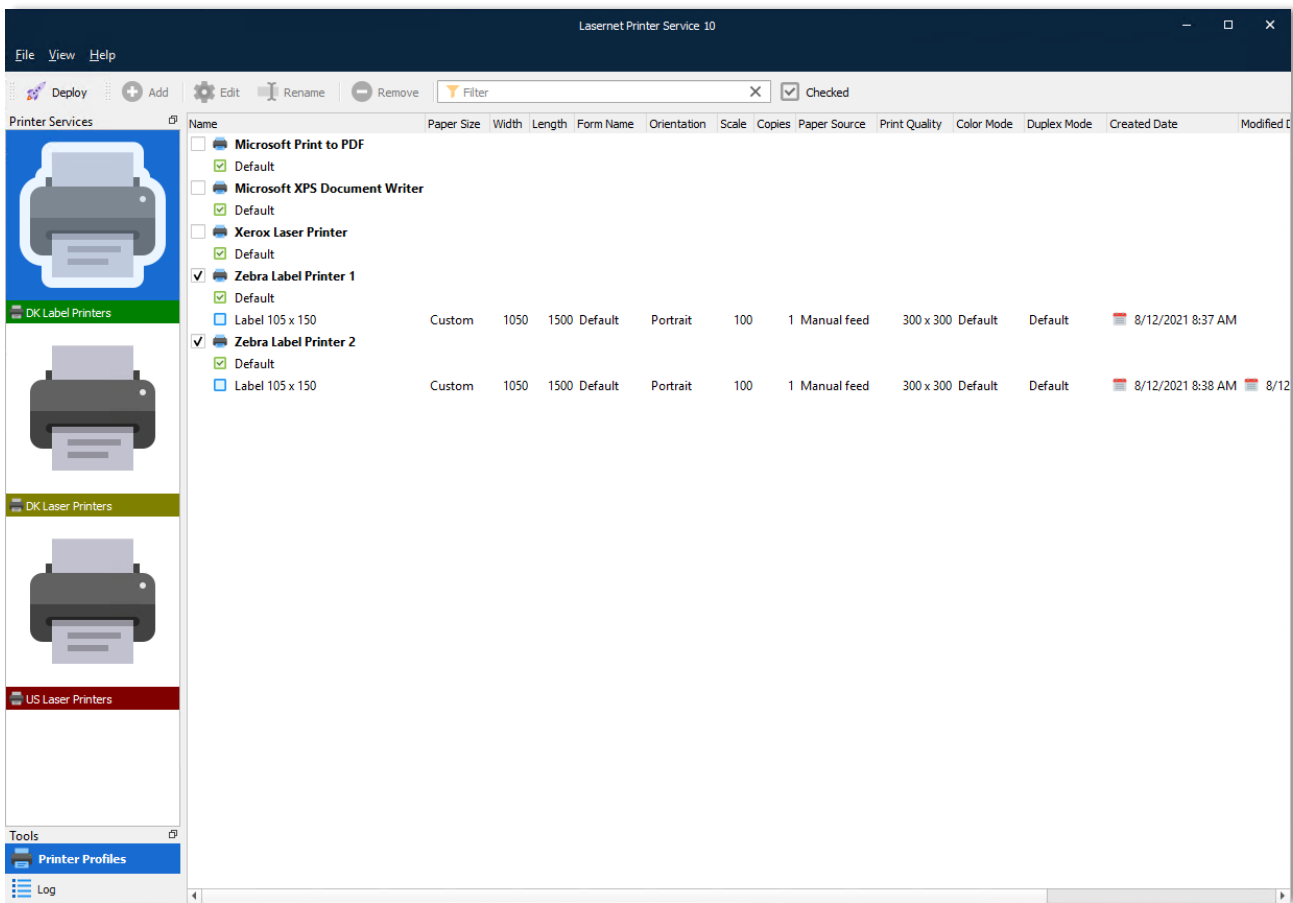 Lasernet Printer Service 10
File View Help
Deploy Add Edit Rename Remove Filter Checked
Printer Services
Name Paper Size Width Length Form Name Orientation Scale Copies Paper Source Print Quality Color Mode Duplex Mode Created Date Modified D
Microsoft Print to PDF
Default
Microsoft XPS Document Writer
Default
Xerox Laser Printer
Default
Zebra Label Printer 1
Default
Label 105 x 150 Custom 1050 1500 Default Portrait 100 1 Manual feed 300 x 300 Default Default 8/12/2021 8:37 AM
Zebra Label Printer 2
Default
Label 105 x 150 Custom 1050 1500 Default Portrait 100 1 Manual feed 300 x 300 Default Default 8/12/2021 8:38 AM 8/12
DK Label Printers
DK Laser Printers
US Laser Printers
Tools
Printer Profiles
Log